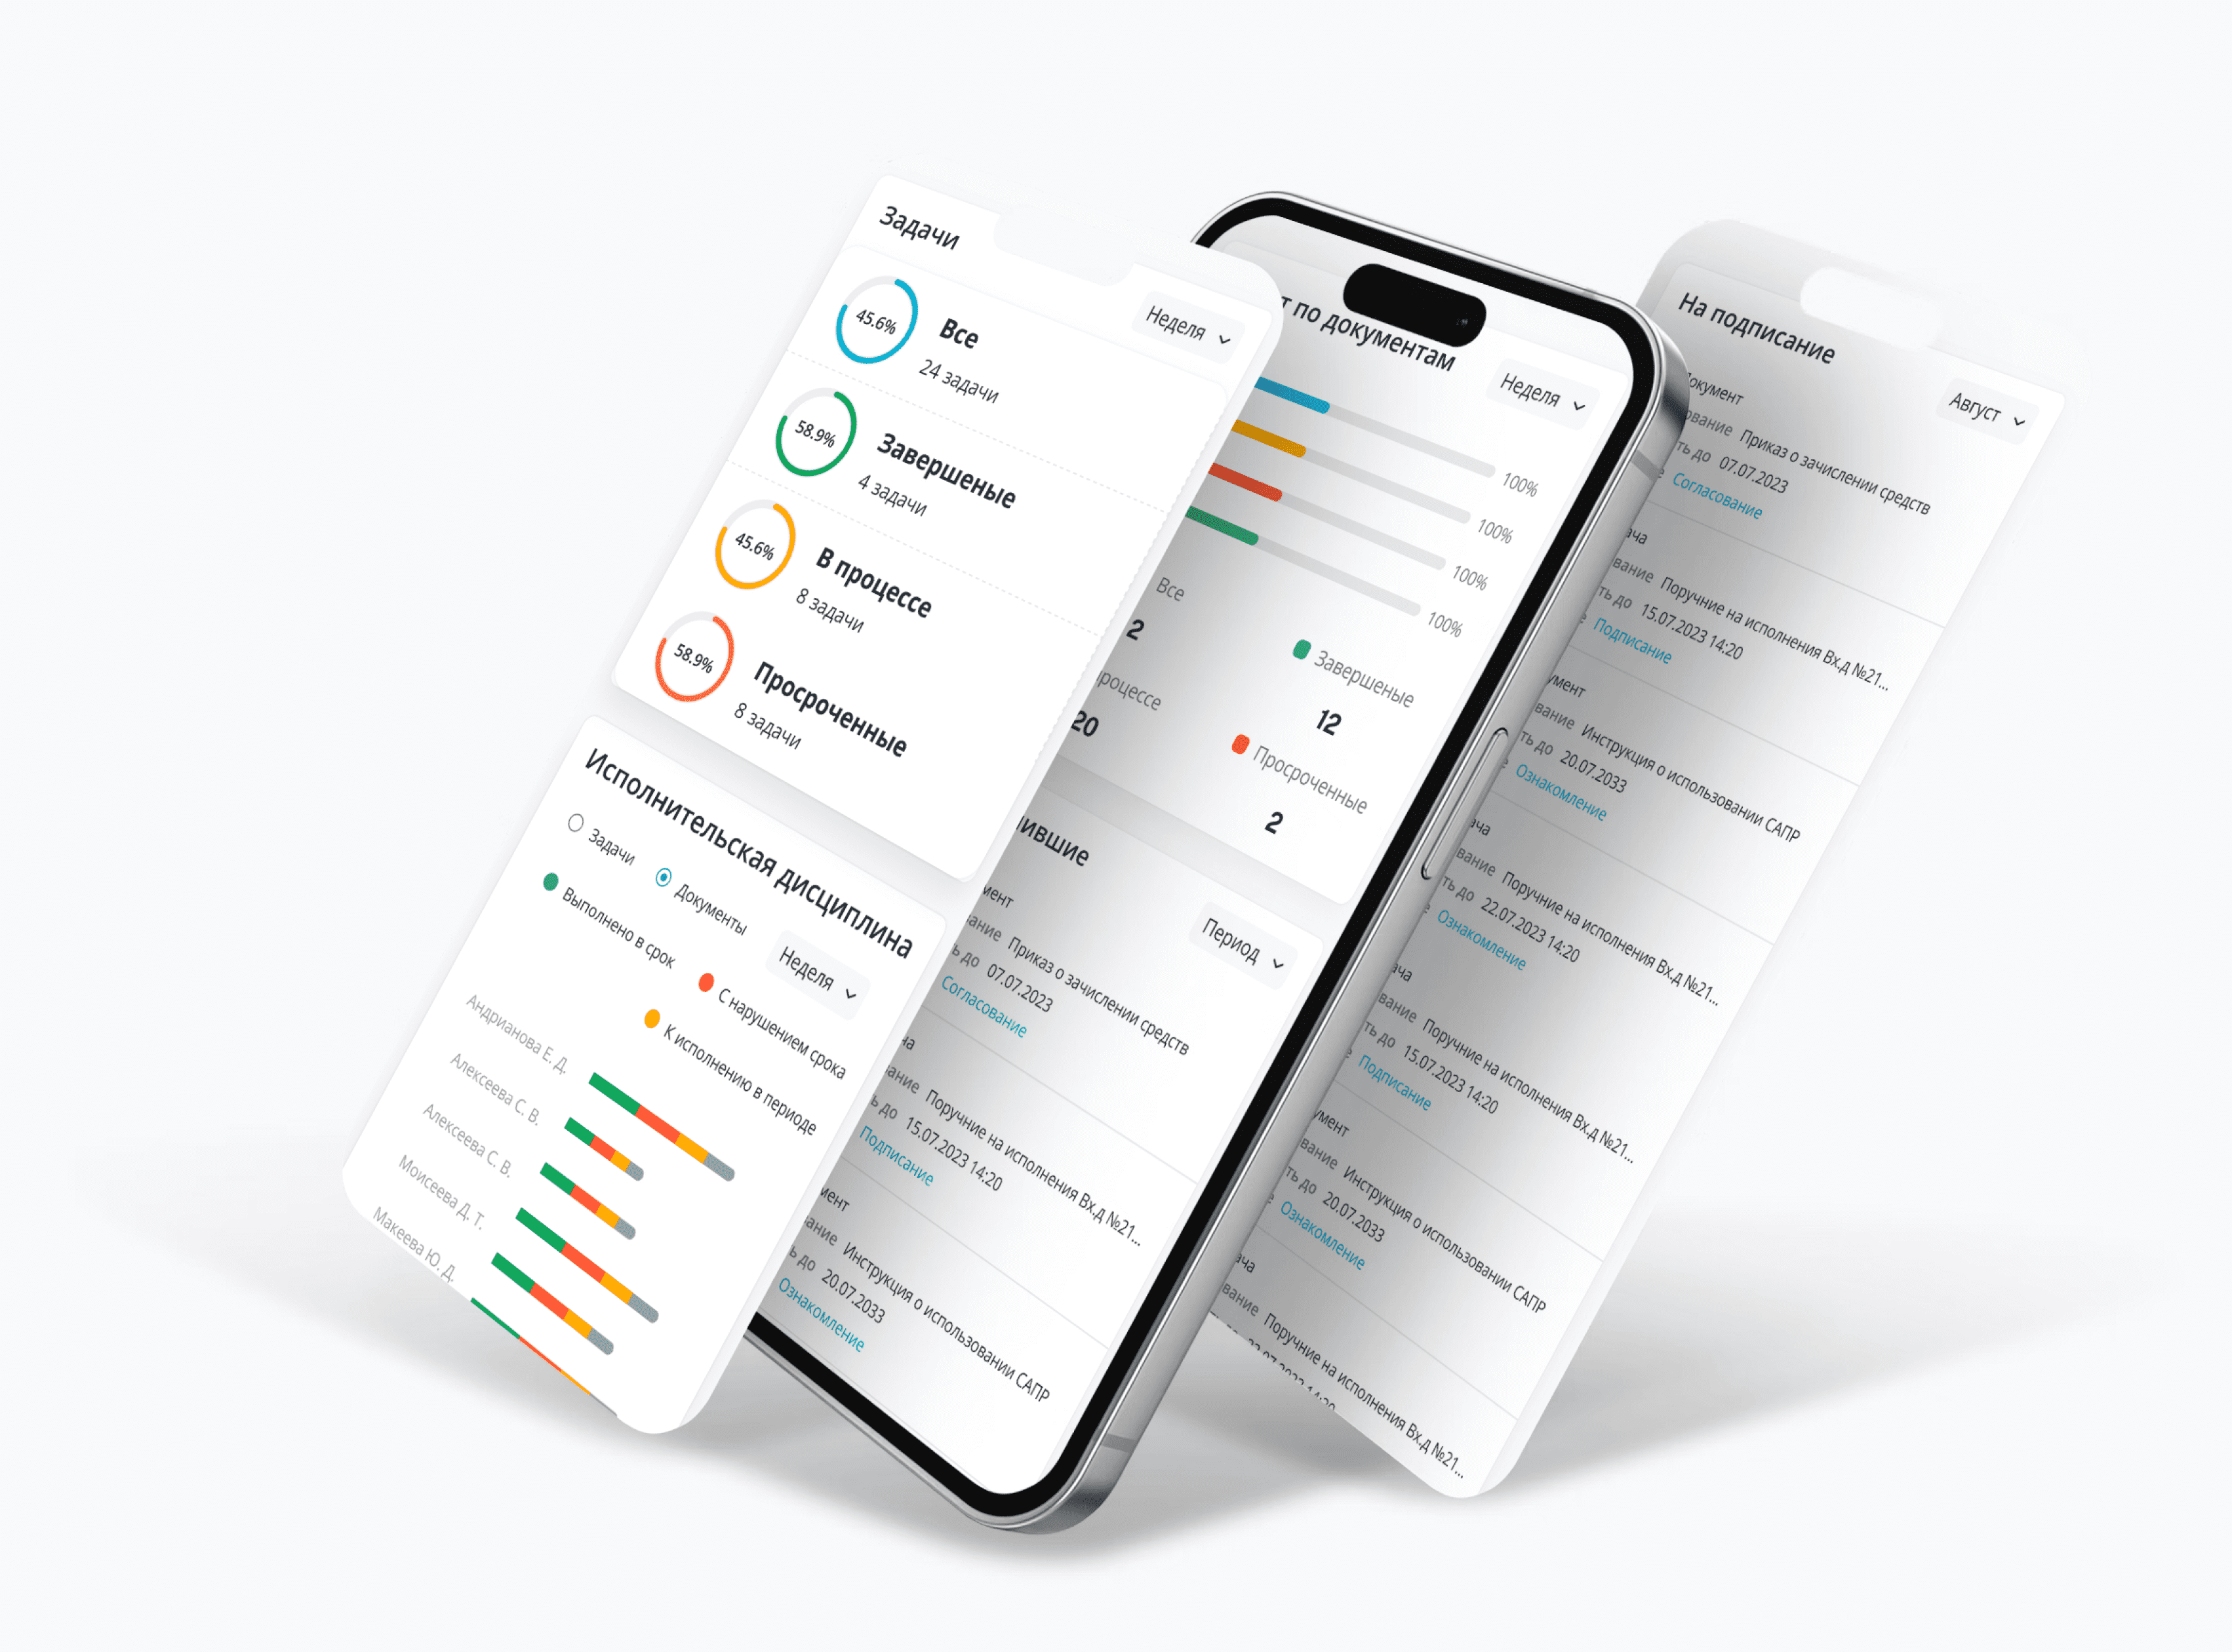 Задачи
Неделя
45.6%
Все
24 задачи
58.9%
Завершеные
4 задачи
45.6%
В процессе
8 задачи
58.9%
Просроченные
8 задачи
Исполнительская дисциплина
Задачи
Документы
Неделя
Выполнено в срок
С нарушением срока
К исполнению в периоде
Андрианова Е. Д.
Алексеева С. В.
Алексеева С. В.
Моисеева Д. Т.
Макеева Ю. Д.
т по документам
Неделя
100%
100%
100%
100%
Все
2
Завершеные
12
роцессе
20
Просроченные
2
ившие
Период
мент
ание Приказ о зачислении средств
ь до 07.07.2023
Согласование
ча
ание Поручние на исполнения Вх.д №21...
ь до 15.07.2023 14:20
Подписание
мент
ание Инструкция о использовании САПР
ь до 20.07.2033
Ознакомление
На подписание
Август
Документ
ование Приказ о зачислении средств
ть до 07.07.2023
Согласование
ача
вание Поручние на исполнения Вх.д №21...
ть до 15.07.2023 14:20
Подписание
умент
вание Инструкция о использовании САПР
ть до 20.07.2033
Ознакомление
ача
вание Поручние на исполнения Вх.д №21...
ть до 22.07.2023 14:20
Ознакомление
ача
вание Поручние на исполнения Вх.д №21...
ть до 15.07.2023 14:20
Подписание
умент
вание Инструкция о использовании САПР
ть до 20.07.2033
Ознакомление
ача
вание Поручние на исполнения Вх.д №21...